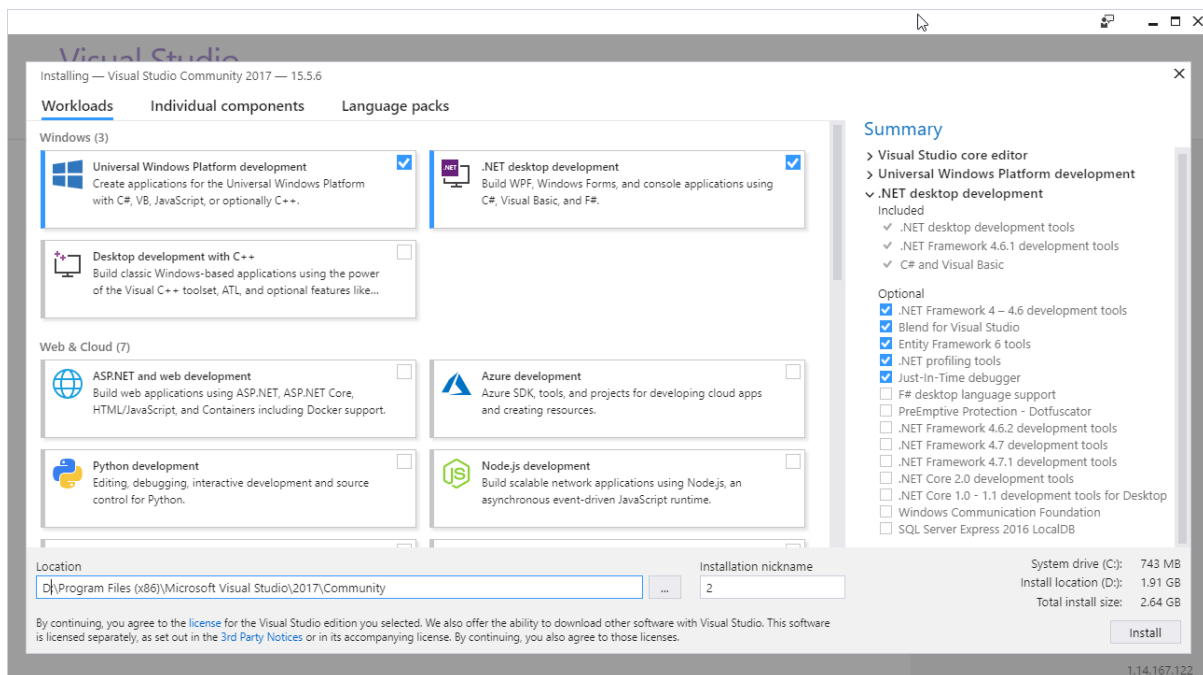 Visual Studio
Installing — Visual Studio Community 2017 — 15.5.6
Workloads
Individual components
Language packs
Windows (3)
Universal Windows Platform development
Create applications for the Universal Windows Platform
with C#, VB, JavaScript, or optionally C++.
.NET
.NET desktop development
Build WPF, Windows Forms, and console applications using
C#, Visual Basic, and F#.
Desktop development with C++
Build classic Windows-based applications using the power
of the Visual C++ toolset, ATL, and optional features like...
Web & Cloud (7)
ASP.NET and web development
Build web applications using ASP.NET, ASP.NET Core,
HTML/JavaScript, and Containers including Docker support.
Azure development
Azure SDK, tools, and projects for developing cloud apps
and creating resources.
Python development
Editing, debugging, interactive development and source
control for Python.
JS
Node.js development
Build scalable network applications using Node.js, an
asynchronous event-driven JavaScript runtime.
Summary
Visual Studio core editor
Universal Windows Platform development
.NET desktop development
Included
.NET desktop development tools
.NET Framework 4.6.1 development tools
C# and Visual Basic
Optional
.NET Framework 4 – 4.6 development tools
Blend for Visual Studio
Entity Framework 6 tools
.NET profiling tools
Just-In-Time debugger
F# desktop language support
PreEmptive Protection - Dotfuscator
.NET Framework 4.6.2 development tools
.NET Framework 4.7 development tools
.NET Framework 4.7.1 development tools
.NET Core 2.0 development tools
.NET Core 1.0 - 1.1 development tools for Desktop
Windows Communication Foundation
SQL Server Express 2016 LocalDB
Location
D:\Program Files (x86)\Microsoft Visual Studio\2017\Community
...
Installation nickname
2
By continuing, you agree to the license for the Visual Studio edition you selected. We also offer the ability to download other software with Visual Studio. This software
is licensed separately, as set out in the 3rd Party Notices or in its accompanying license. By continuing, you also agree to those licenses.
System drive (C:): 743 MB
Install location (D:): 1.91 GB
Total install size: 2.64 GB
Install
1.14.167.122